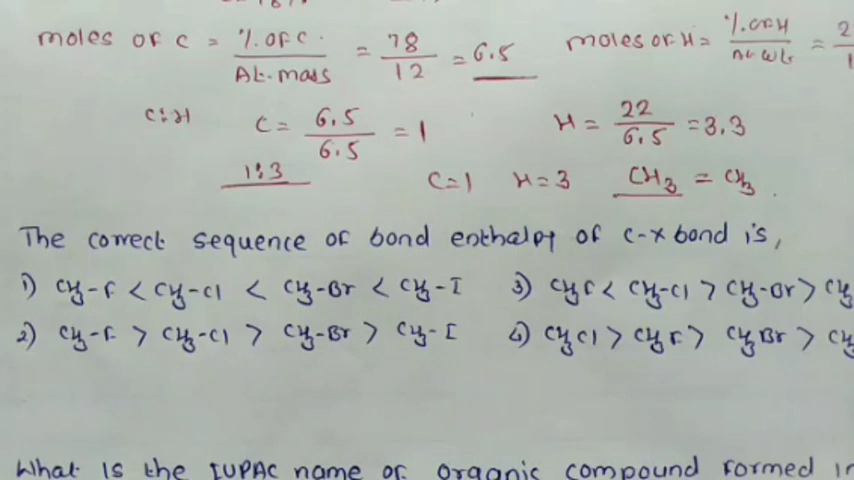 moles of C = %.of C. / At.mass = 78 / 12 = 6.5 moles of H = %.of H / At wt =
C:H C = 6.5 / 6.5 = 1 H = 22 / 6.5 = 3.3
1:3 C=1 H=3 CH3 = CH3
The correct sequence of bond enthalpy of C-X bond is,
1) CH3-F < CH3-Cl < CH3-Br < CH3-I 3) CH3F < CH3-Cl > CH3-Br >
2) CH3-F > CH3-Cl > CH3-Br > CH3-I 4) CH3Cl > CH3F > CH3Br >
What is the IUPAC name of organic compound formed in